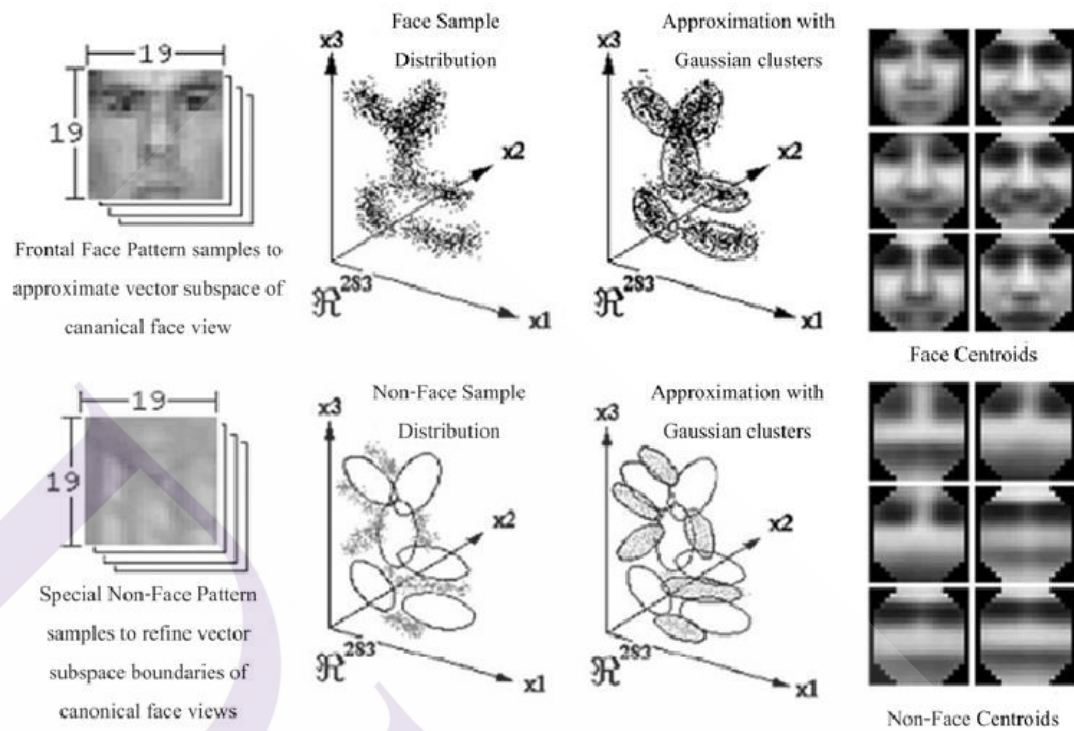 19
19
Frontal Face Pattern samples to
approximate vector subspace of
cananical face view
Face Sample
Distribution
x3
x2
x1
ℜ283
Approximation with
Gaussian clusters
x3
x2
x1
ℜ283
Face Centroids
19
19
Special Non-Face Pattern
samples to refine vector
subspace boundaries of
canonical face views
Non-Face Sample
Distribution
x3
x2
x1
ℜ283
Approximation with
Gaussian clusters
x3
x2
x1
ℜ283
Non-Face Centroids